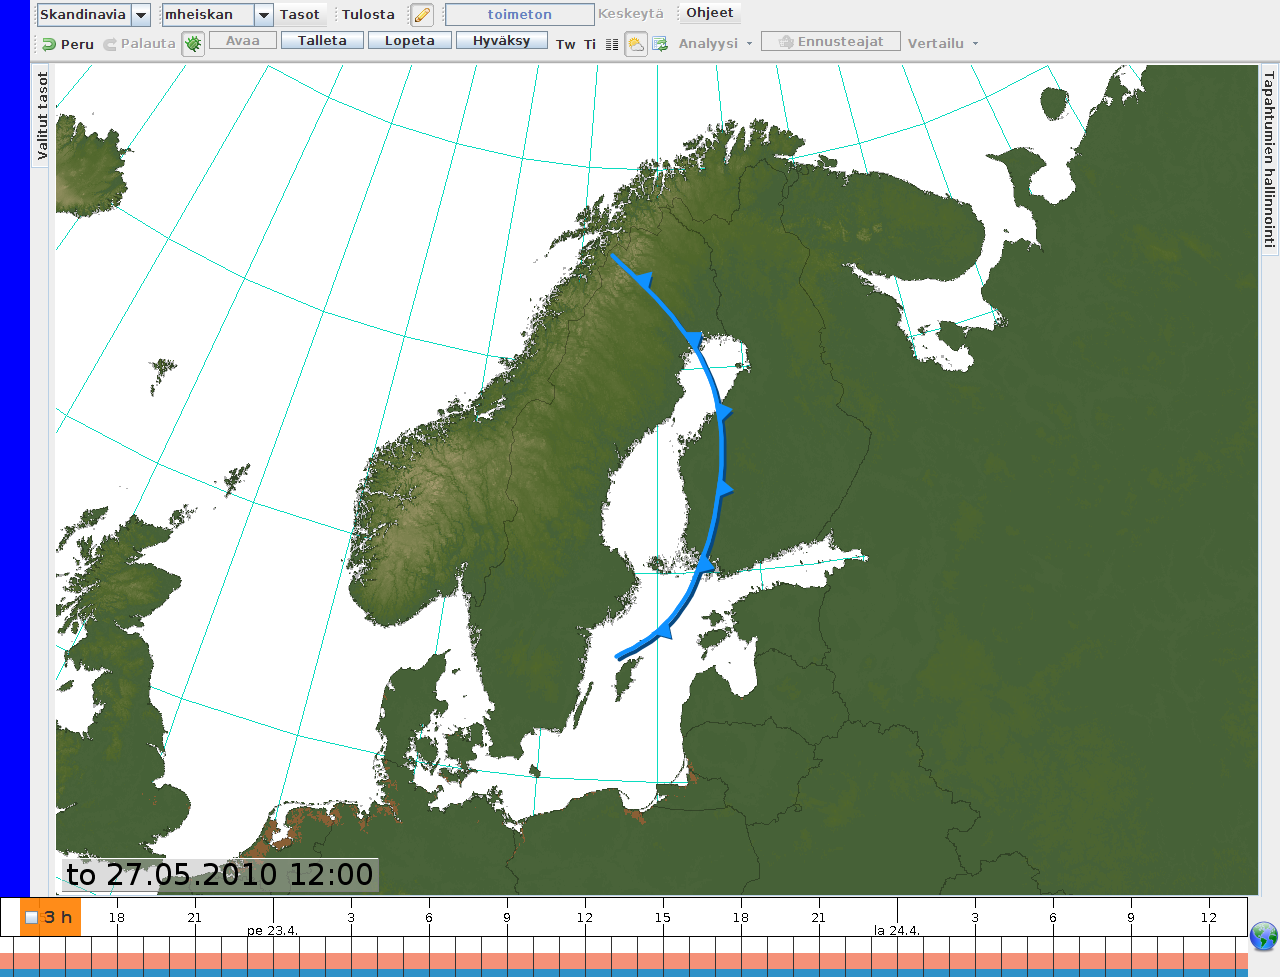 Skandinavia mheiskan Tasot Tulosta toimeton Keskeytä Ohjeet
Peru Palauta Avaa Talleta Lopeta Hyväksy Tw Ti Analyysi Ennusteajat Vertailu
Valitut tasot
Tapahtumien hallinnointi
to 27.05.2010 12:00
3 h 18 21 3 6 9 12 15 18 21 3 6 9 12
pe 23.4. la 24.4.